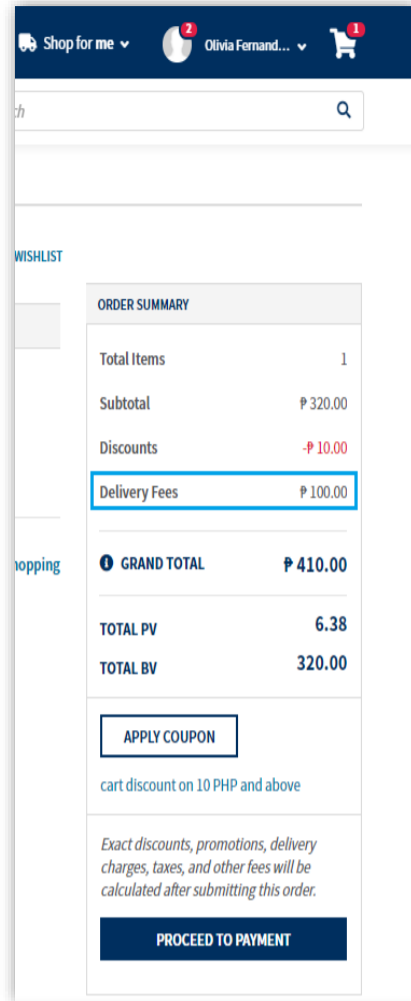 Shop for me
2
Olivia Fernand...
1
ch
WISHLIST
ORDER SUMMARY
Total Items 1
Subtotal ₱ 320.00
Discounts -₱ 10.00
Delivery Fees ₱ 100.00
hopping
GRAND TOTAL ₱ 410.00
TOTAL PV 6.38
TOTAL BV 320.00
APPLY COUPON
cart discount on 10 PHP and above
Exact discounts, promotions, delivery
charges, taxes, and other fees will be
calculated after submitting this order.
PROCEED TO PAYMENT